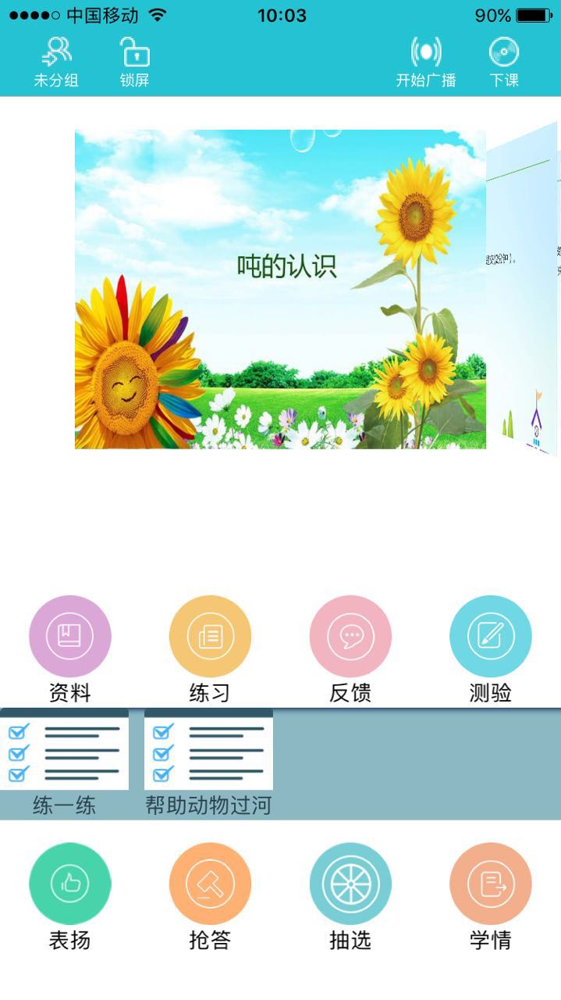 中国移动 10:03 90%
未分组 锁屏 开始广播 下课
吨的认识
资料 练习 反馈 测验
练一练 帮助动物过河
表扬 抢答 抽选 学情